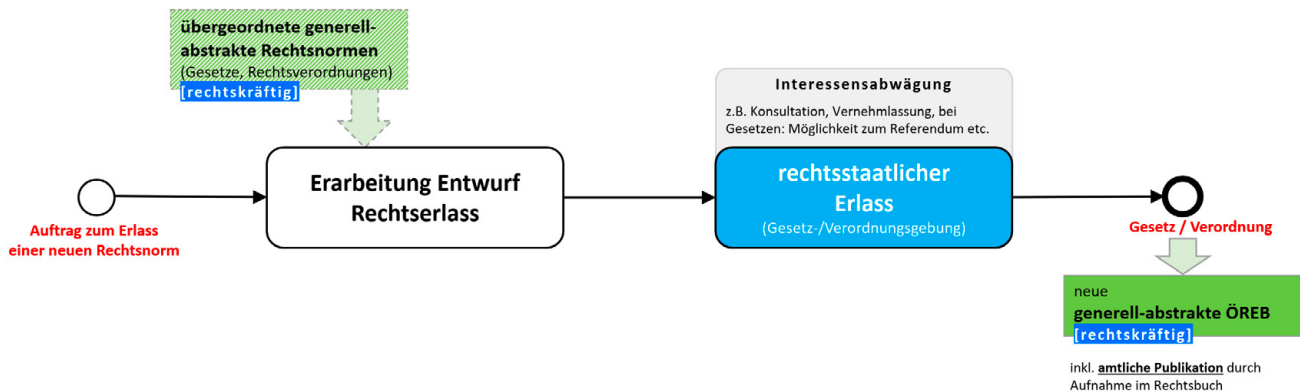 übergeordnete generell-
abstrakte Rechtsnormen
(Gesetze, Rechtsverordnungen)
[rechtskräftig]
Interessensabwägung
z.B. Konsultation, Vernehmlassung, bei
Gesetzen: Möglichkeit zum Referendum etc.
Auftrag zum Erlass
einer neuen Rechtsnorm
Erarbeitung Entwurf
Rechtserlass
rechtsstaatlicher
Erlass
(Gesetz-/Verordnungsgebung)
Gesetz / Verordnung
neue
generell-abstrakte ÖREB
[rechtskräftig]
inkl. amtliche Publikation durch
Aufnahme im Rechtsbuch